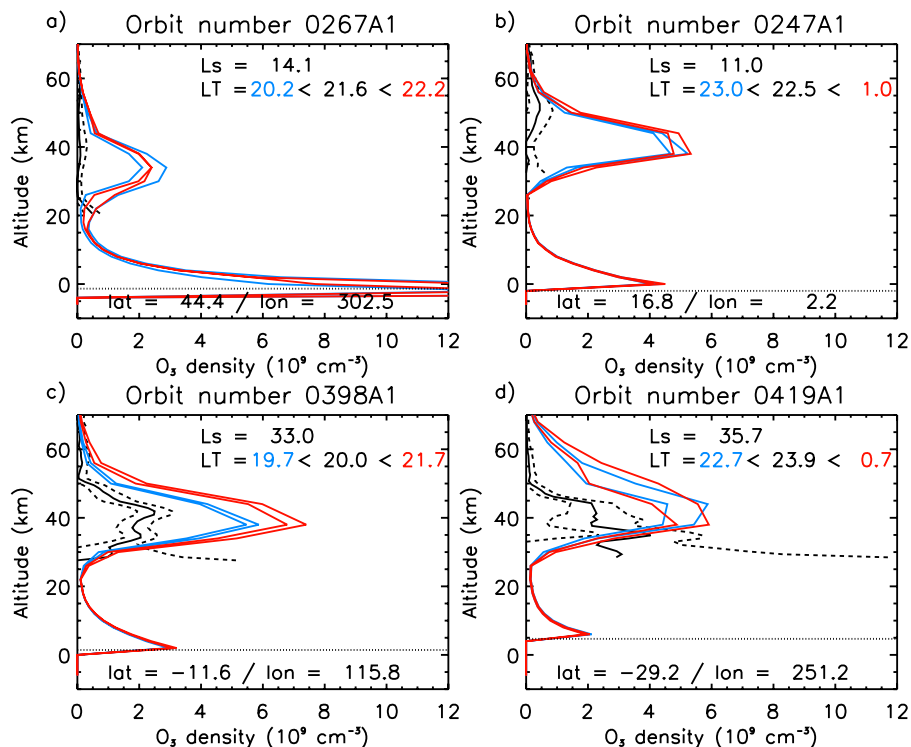 a) Orbit number 0267A1
Ls = 14.1
LT = 20.2 < 21.6 < 22.2
60
40
20
0
Altitude (km)
lat = 44.4 / lon = 302.5
0 2 4 6 8 10 12
O₃ density (10⁹ cm⁻³)
b) Orbit number 0247A1
Ls = 11.0
LT = 23.0 < 22.5 < 1.0
60
40
20
0
Altitude (km)
lat = 16.8 / lon = 2.2
0 2 4 6 8 10 12
O₃ density (10⁹ cm⁻³)
c) Orbit number 0398A1
Ls = 33.0
LT = 19.7 < 20.0 < 21.7
60
40
20
0
Altitude (km)
lat = −11.6 / lon = 115.8
0 2 4 6 8 10 12
O₃ density (10⁹ cm⁻³)
d) Orbit number 0419A1
Ls = 35.7
LT = 22.7 < 23.9 < 0.7
60
40
20
0
Altitude (km)
lat = −29.2 / lon = 251.2
0 2 4 6 8 10 12
O₃ density (10⁹ cm⁻³)